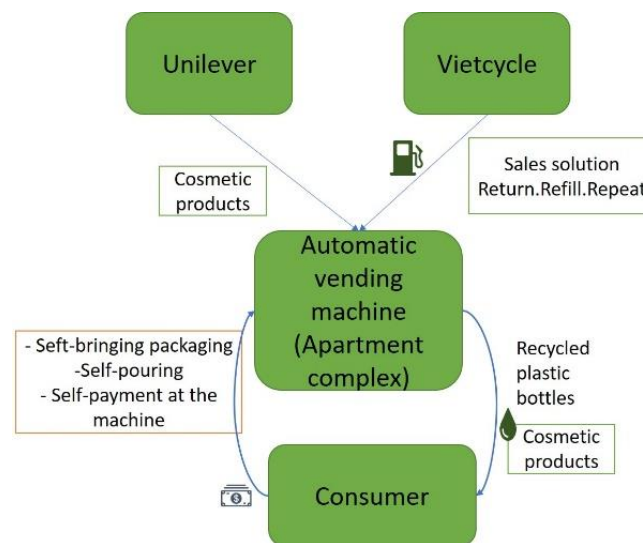 Unilever
Vietcycle
Cosmetic
products
Sales solution
Return.Refill.Repeat
Automatic
vending
machine
(Apartment
complex)
- Seft-bringing packaging
-Self-pouring
- Self-payment at the
machine
Recycled
plastic
bottles
Cosmetic
products
Consumer